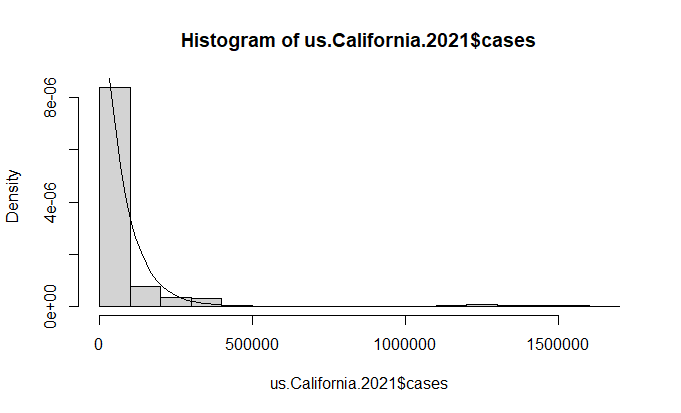 Histogram of us.California.2021$cases
Density
8e-06
4e-06
0e+00
0 500000 1000000 1500000
us.California.2021$cases